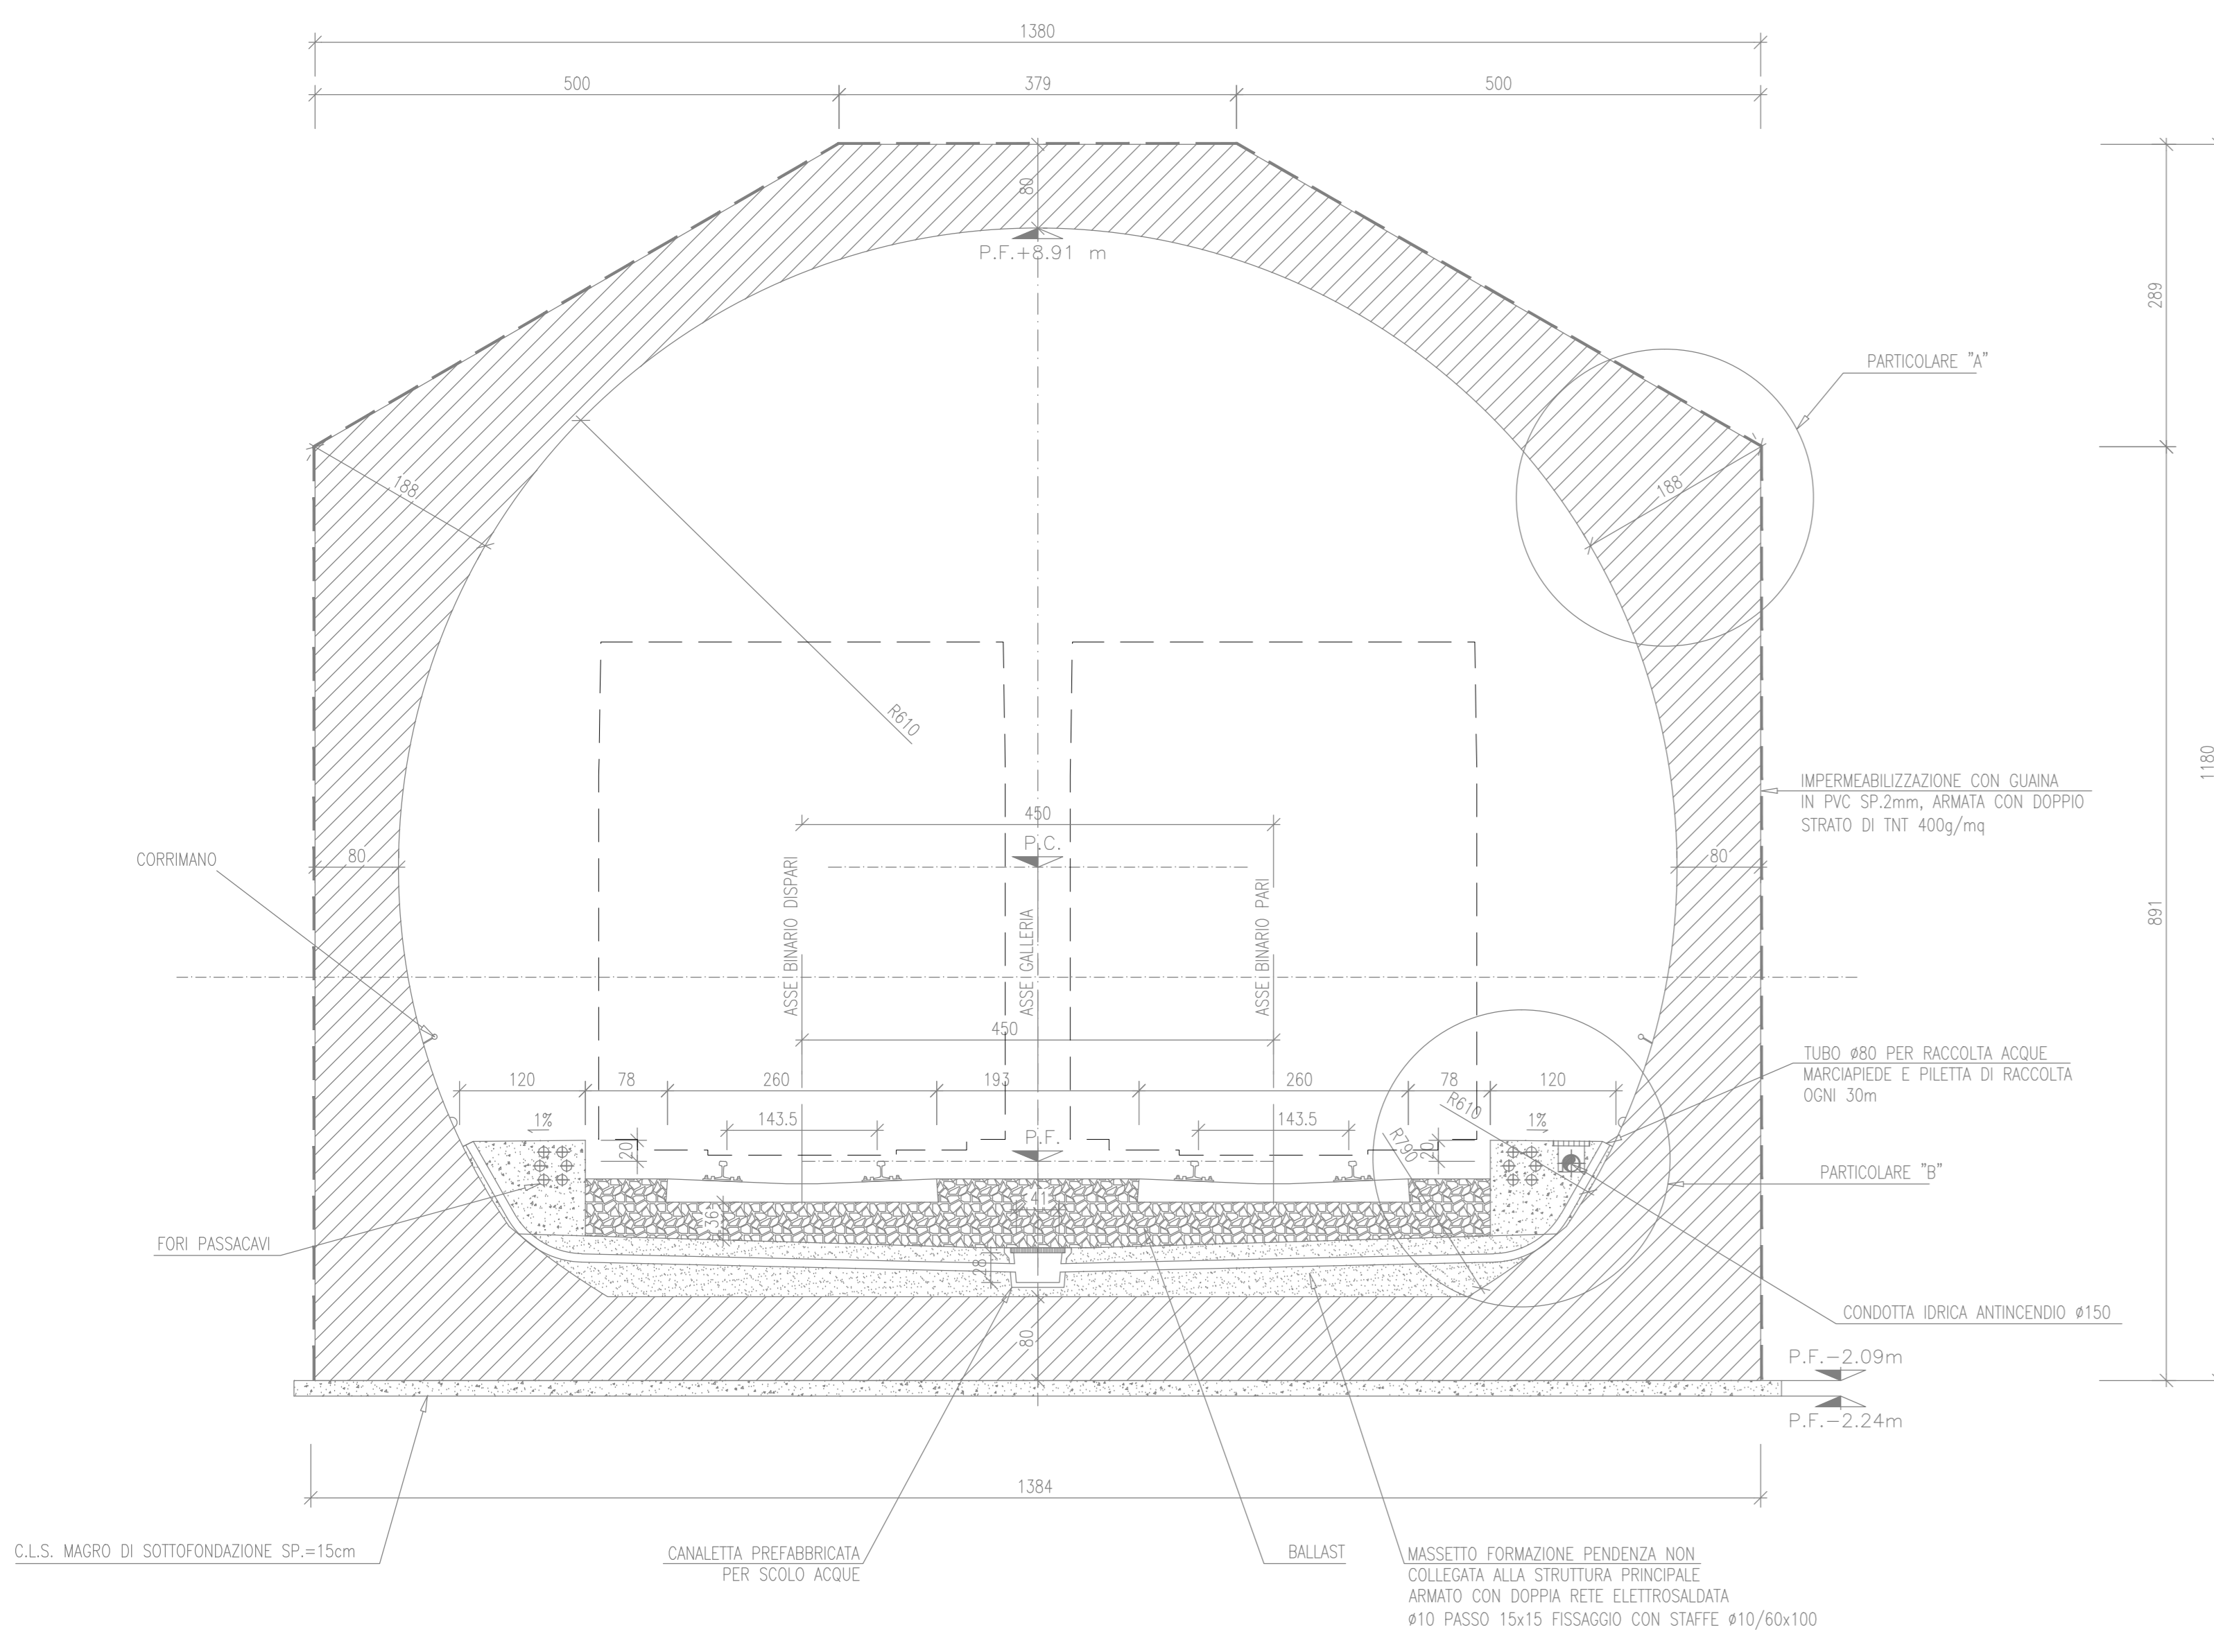 1380
500
379
500
80
P.F.+8.91 m
289
PARTICOLARE "A"
188
188
R610
1180
IMPERMEABILIZZAZIONE CON GUAINA
IN PVC SP.2mm, ARMATA CON DOPPIO
STRATO DI TNT 400g/mq
450
P.C.
CORRIMANO
80
80
ASSE BINARIO DISPARI
ASSE GALLERIA
ASSE BINARIO PARI
891
450
TUBO ø80 PER RACCOLTA ACQUE
MARCIAPIEDE E PILETTA DI RACCOLTA
OGNI 30m
120
78
260
193
260
78
120
R610
1%
143.5
143.5
1%
20
P.F.
R790
20
PARTICOLARE "B"
41
36
FORI PASSACAVI
28
CONDOTTA IDRICA ANTINCENDIO ø150
80
P.F.-2.09m
P.F.-2.24m
1384
C.L.S. MAGRO DI SOTTOFONDAZIONE SP.=15cm
CANALETTA PREFABBRICATA
PER SCOLO ACQUE
BALLAST
MASSETTO FORMAZIONE PENDENZA NON
COLLEGATA ALLA STRUTTURA PRINCIPALE
ARMATO CON DOPPIA RETE ELETTROSALDATA
ø10 PASSO 15x15 FISSAGGIO CON STAFFE ø10/60x100